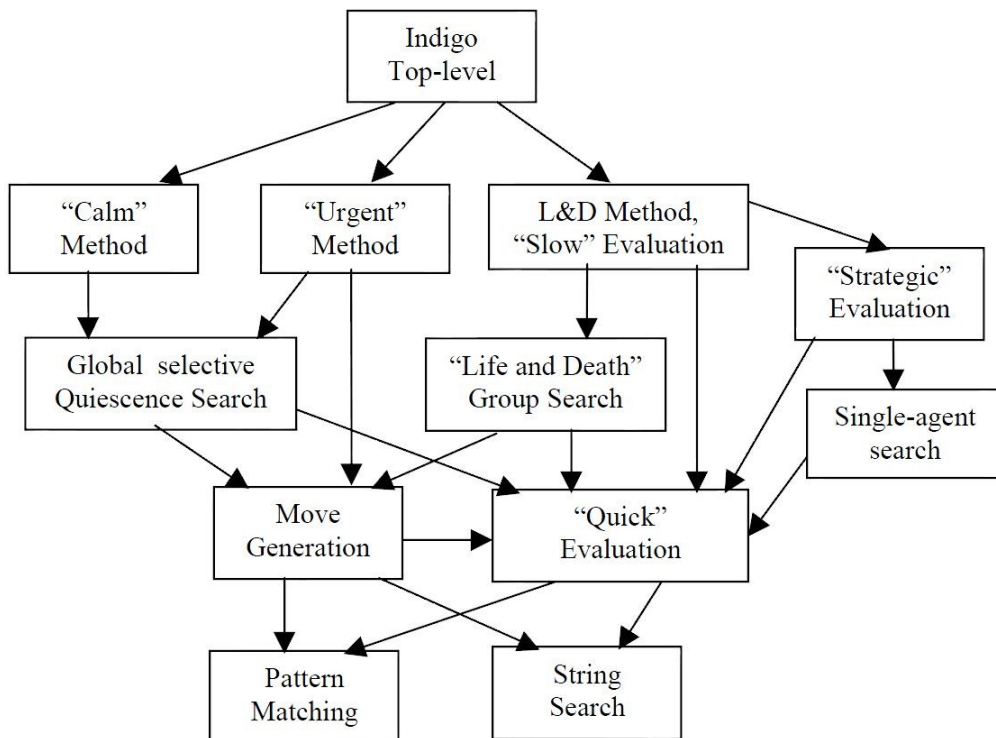 Indigo
Top-level
“Calm”
Method
“Urgent”
Method
L&D Method,
“Slow” Evaluation
“Strategic”
Evaluation
Global selective
Quiescence Search
“Life and Death”
Group Search
Single-agent
search
Move
Generation
“Quick”
Evaluation
Pattern
Matching
String
Search